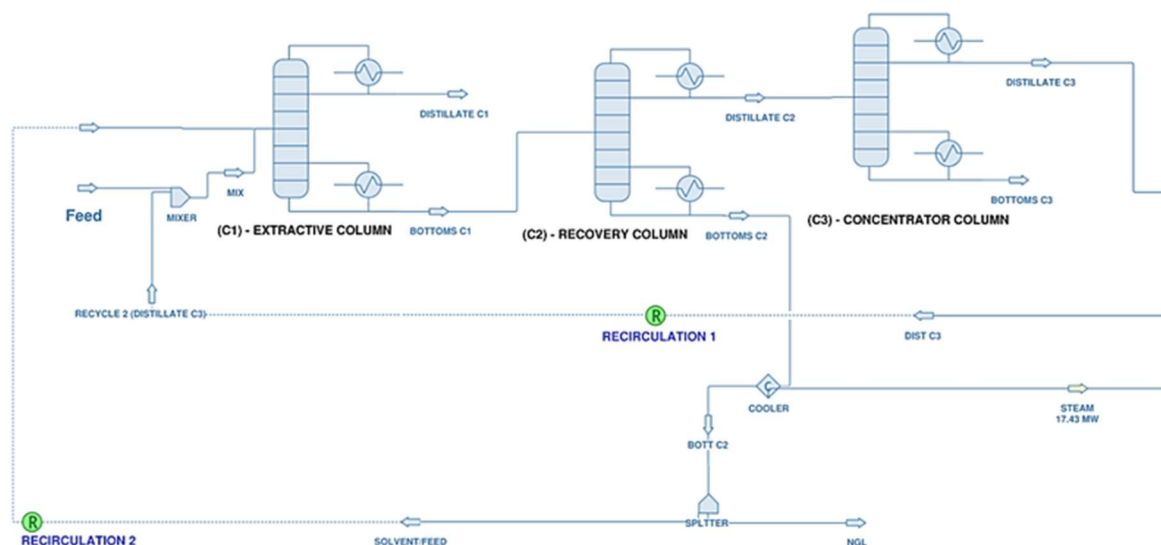 DISTILLATE C3
DISTILLATE C1
DISTILLATE C2
MIX
Feed
MIXER
BOTTOMS C3
(C1) - EXTRACTIVE COLUMN
BOTTOMS C1
(C2) - RECOVERY COLUMN
BOTTOMS C2
(C3) - CONCENTRATOR COLUMN
RECYCLE 2 (DISTILLATE C3)
R
RECIRCULATION 1
DIST C3
C
COOLER
STEAM
17.43 MW
BOTT C2
R
RECIRCULATION 2
SOLVENT/FEED
SPLTTER
NGL